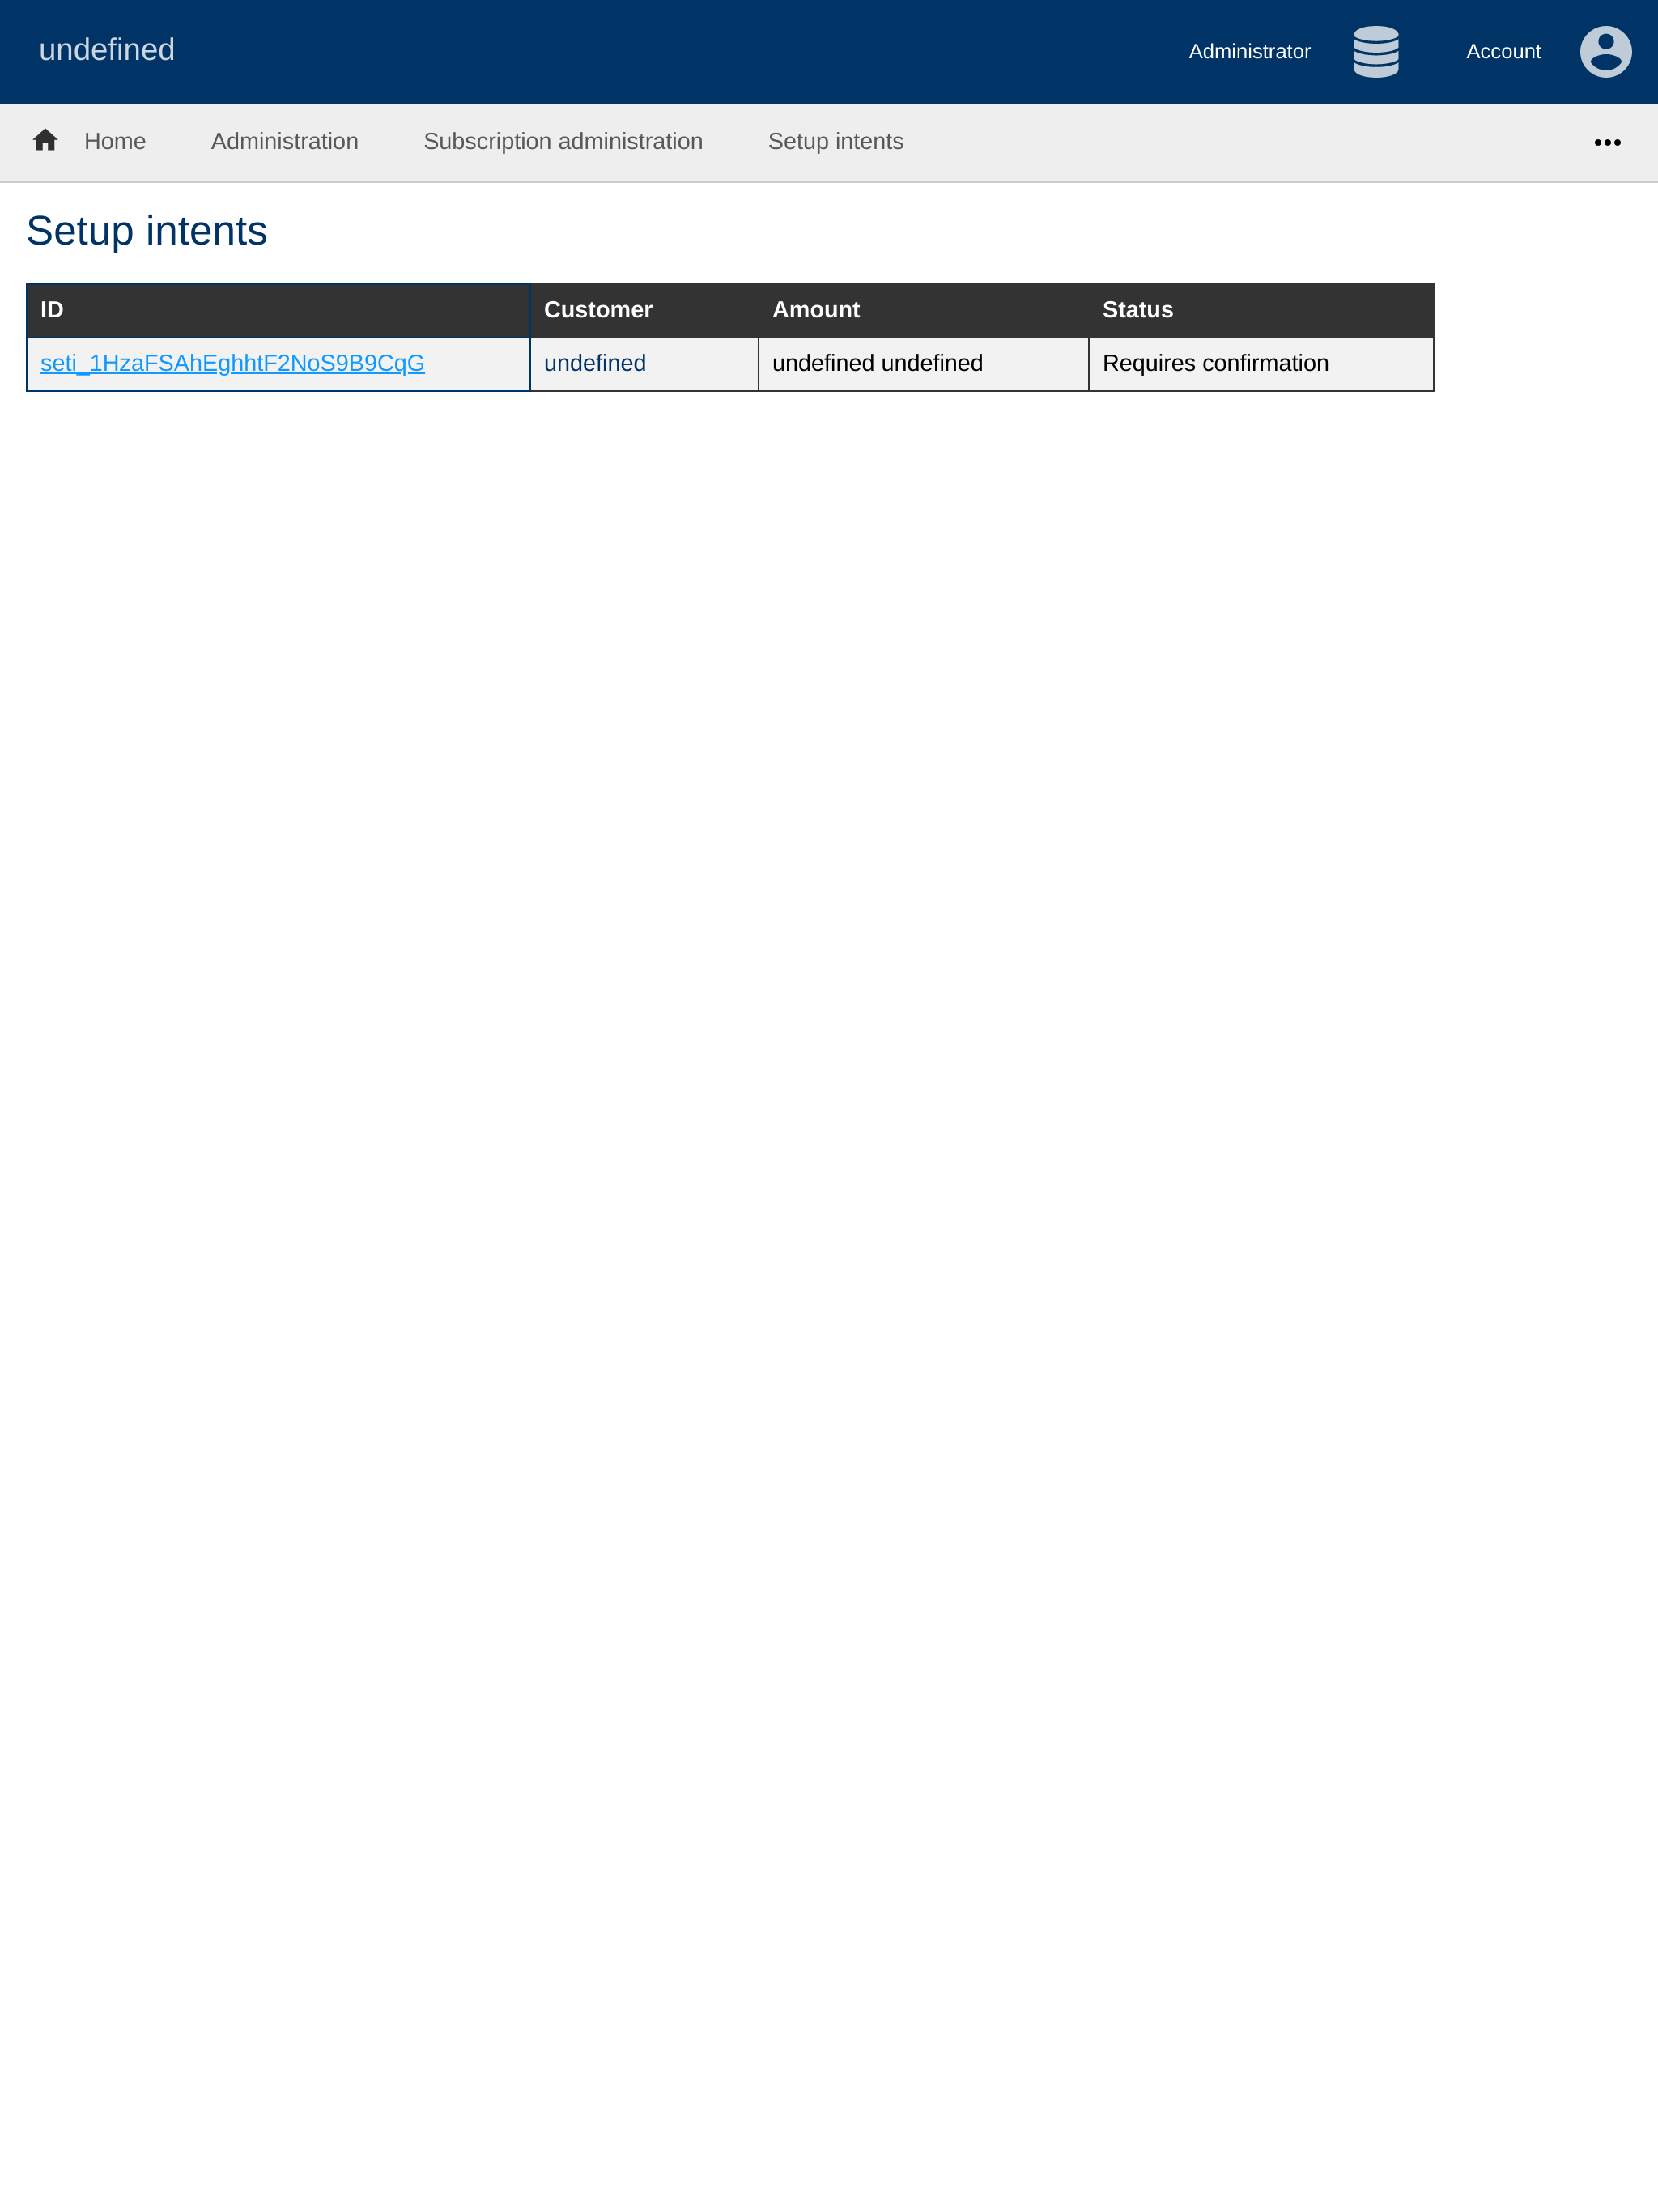 undefined Administrator Account
Home Administration Subscription administration Setup intents
Setup intents
ID Customer Amount Status
seti_1HzaFSAhEghhtF2NoS9B9CqG undefined undefined undefined Requires confirmation